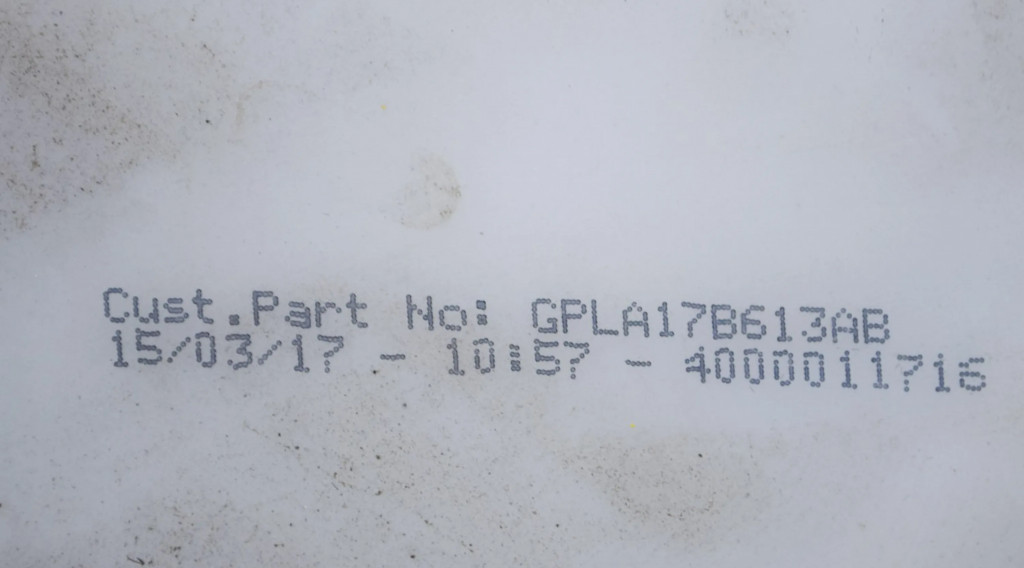 Cust.Part No: GPLA17B613AB
15/03/17 - 10:57 - 4000011716